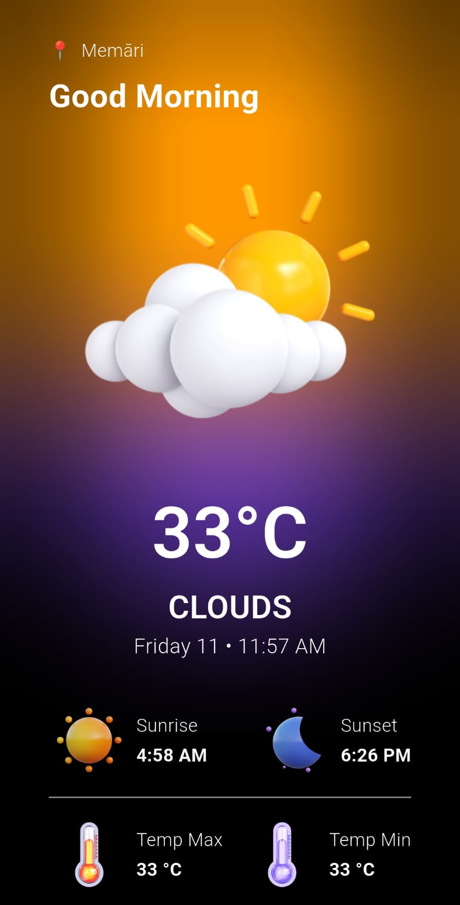 Memāri
Good Morning
33°C
CLOUDS
Friday 11 • 11:57 AM
Sunrise
4:58 AM
Sunset
6:26 PM
Temp Max
33 °C
Temp Min
33 °C